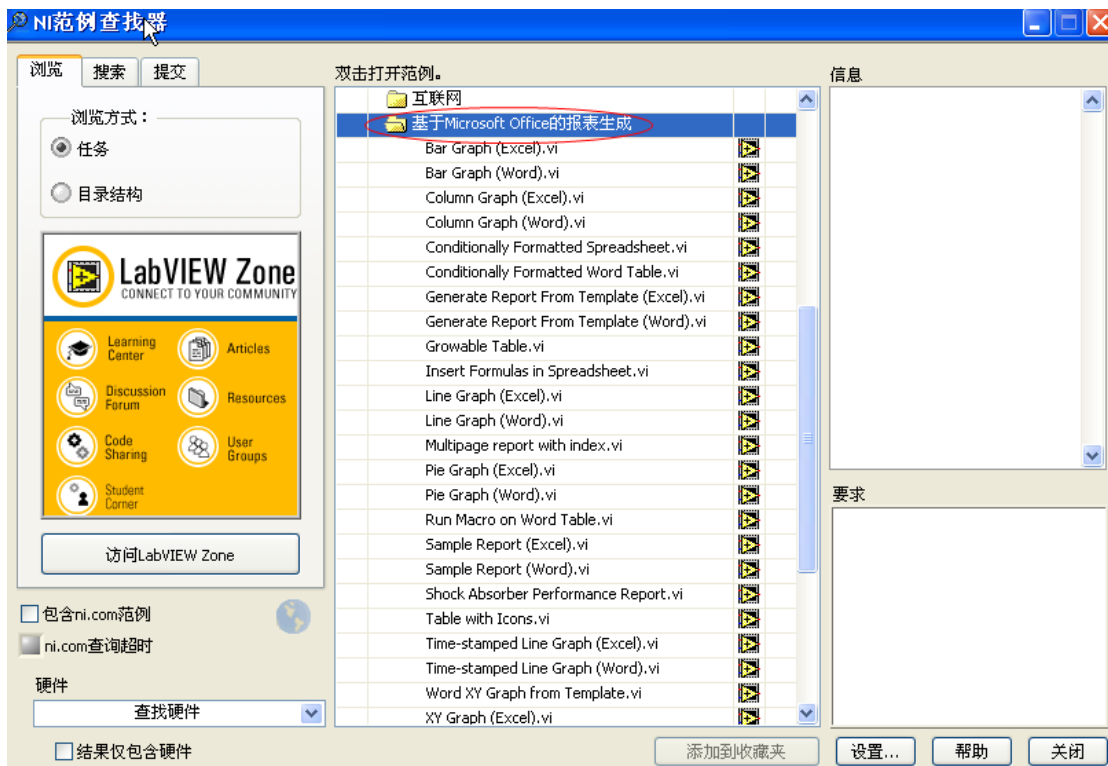 NI范例查找器
浏览
搜索
提交
浏览方式：
任务
目录结构
LabVIEW Zone
CONNECT TO YOUR COMMUNITY
Learning Center
Articles
Discussion Forum
Resources
Code Sharing
User Groups
Student Corner
访问LabVIEW Zone
包含ni.com范例
ni.com查询超时
硬件
查找硬件
结果仅包含硬件
双击打开范例。
互联网
基于Microsoft Office的报表生成
Bar Graph (Excel).vi
Bar Graph (Word).vi
Column Graph (Excel).vi
Column Graph (Word).vi
Conditionally Formatted Spreadsheet.vi
Conditionally Formatted Word Table.vi
Generate Report From Template (Excel).vi
Generate Report From Template (Word).vi
Growable Table.vi
Insert Formulas in Spreadsheet.vi
Line Graph (Excel).vi
Line Graph (Word).vi
Multipage report with index.vi
Pie Graph (Excel).vi
Pie Graph (Word).vi
Run Macro on Word Table.vi
Sample Report (Excel).vi
Sample Report (Word).vi
Shock Absorber Performance Report.vi
Table with Icons.vi
Time-stamped Line Graph (Excel).vi
Time-stamped Line Graph (Word).vi
Word XY Graph from Template.vi
XY Graph (Excel).vi
信息
要求
添加到收藏夹
设置...
帮助
关闭